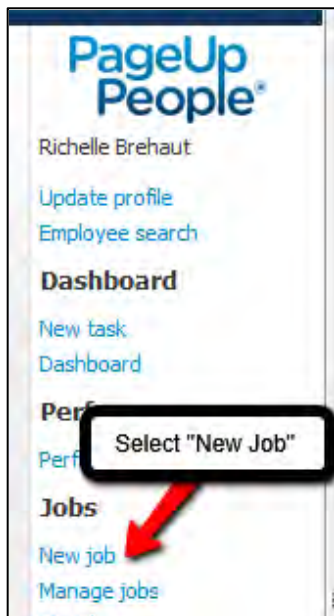 PageUp
People®
Richelle Brehaut
Update profile
Employee search
Dashboard
New task
Dashboard
Select "New Job"
Jobs
New job
Manage jobs